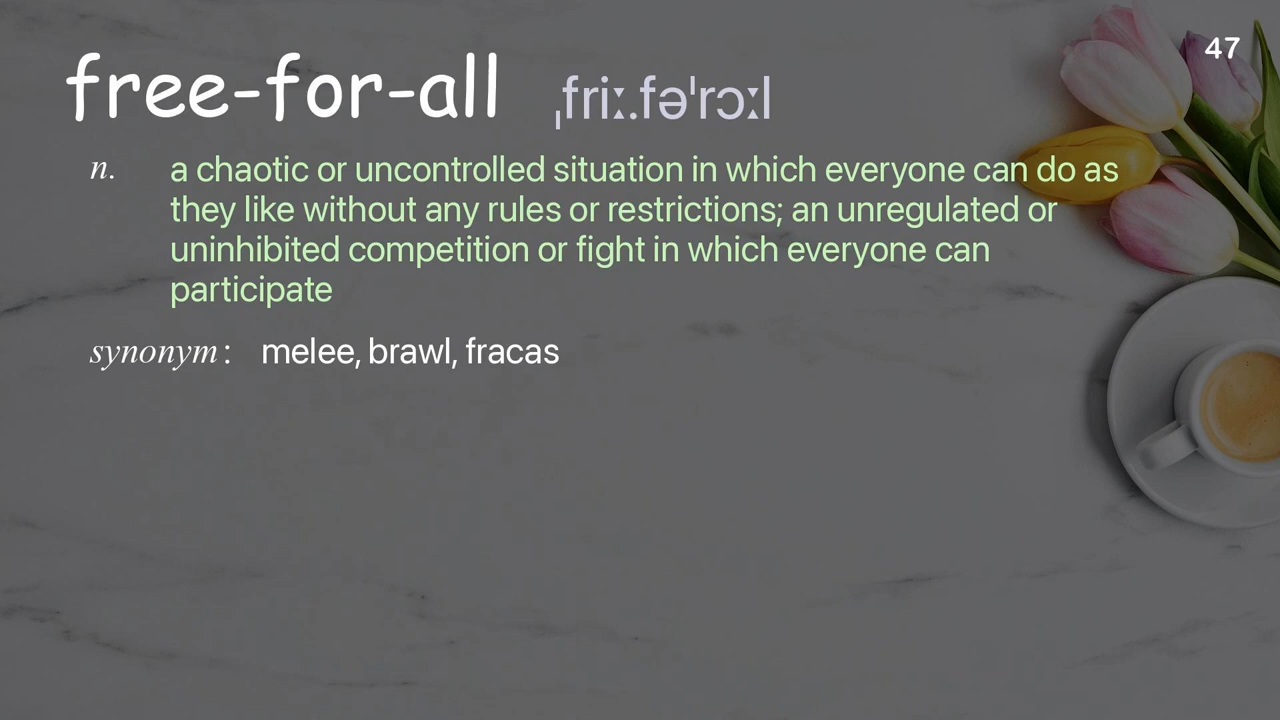 47
free-for-all ˌfriː.fəˈrɔːl
n. a chaotic or uncontrolled situation in which everyone can do as
they like without any rules or restrictions; an unregulated or
uninhibited competition or fight in which everyone can
participate
synonym: melee, brawl, fracas